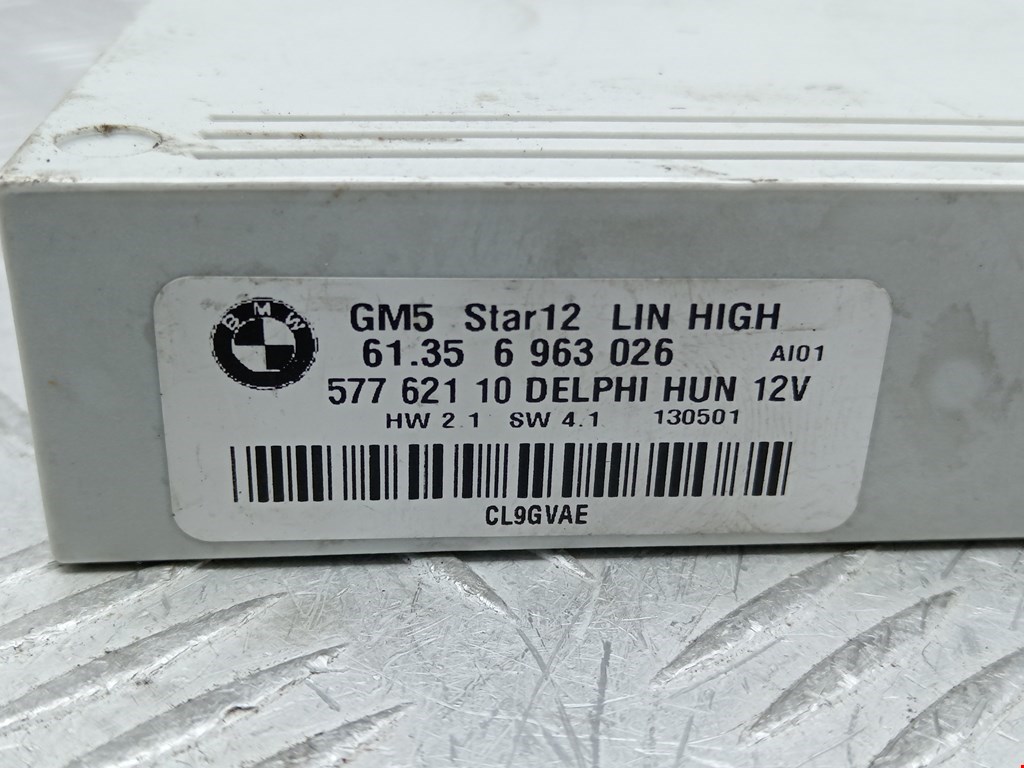 BMW
GM5 Star12 LIN HIGH
61.35 6 963 026 AI01
577 621 10 DELPHI HUN 12V
HW 2.1 SW 4.1 130501
CL9GVAE